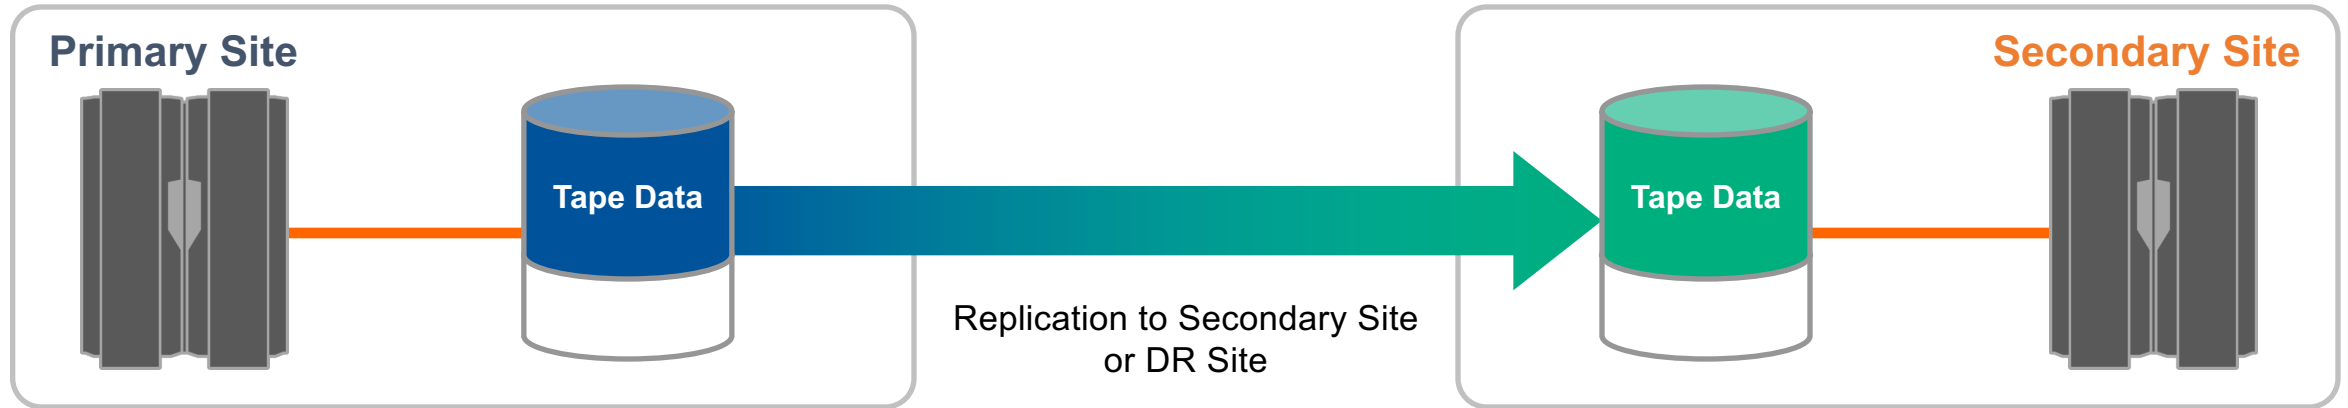 Primary Site
Secondary Site
Tape Data
Tape Data
Replication to Secondary Site
or DR Site